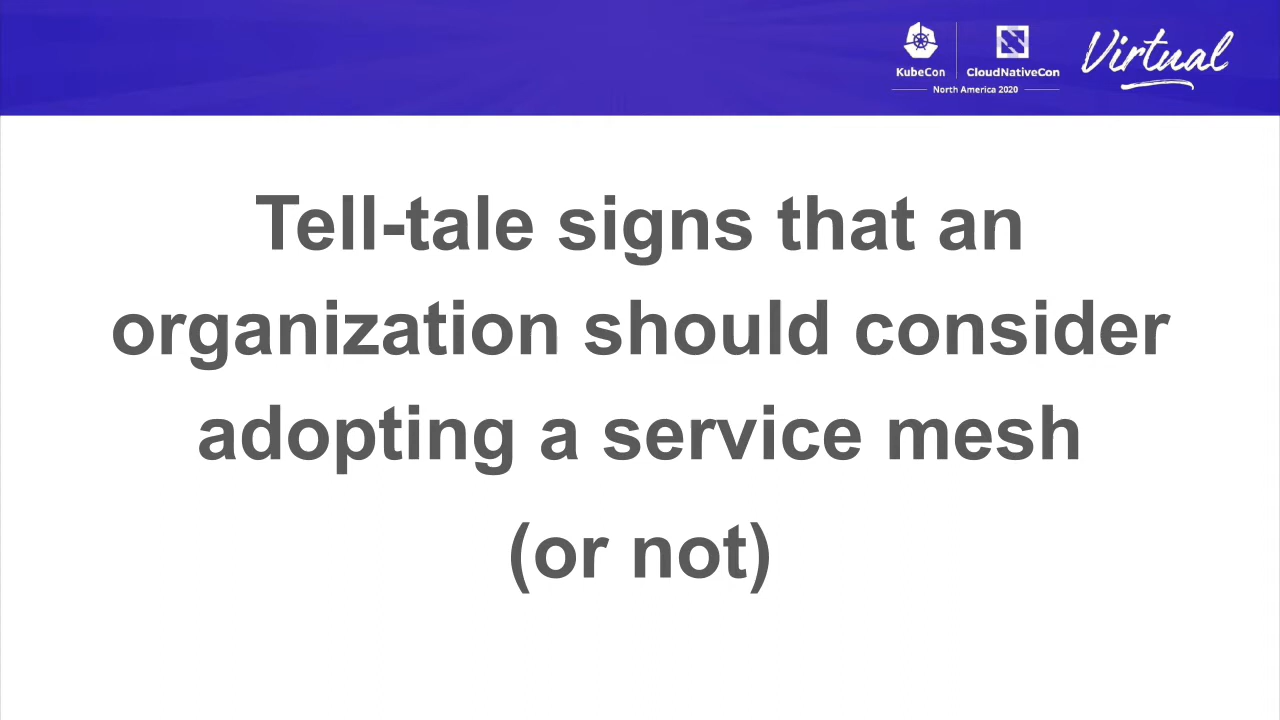 KubeCon
CloudNativeCon
North America 2020
Virtual
Tell-tale signs that an
organization should consider
adopting a service mesh
(or not)